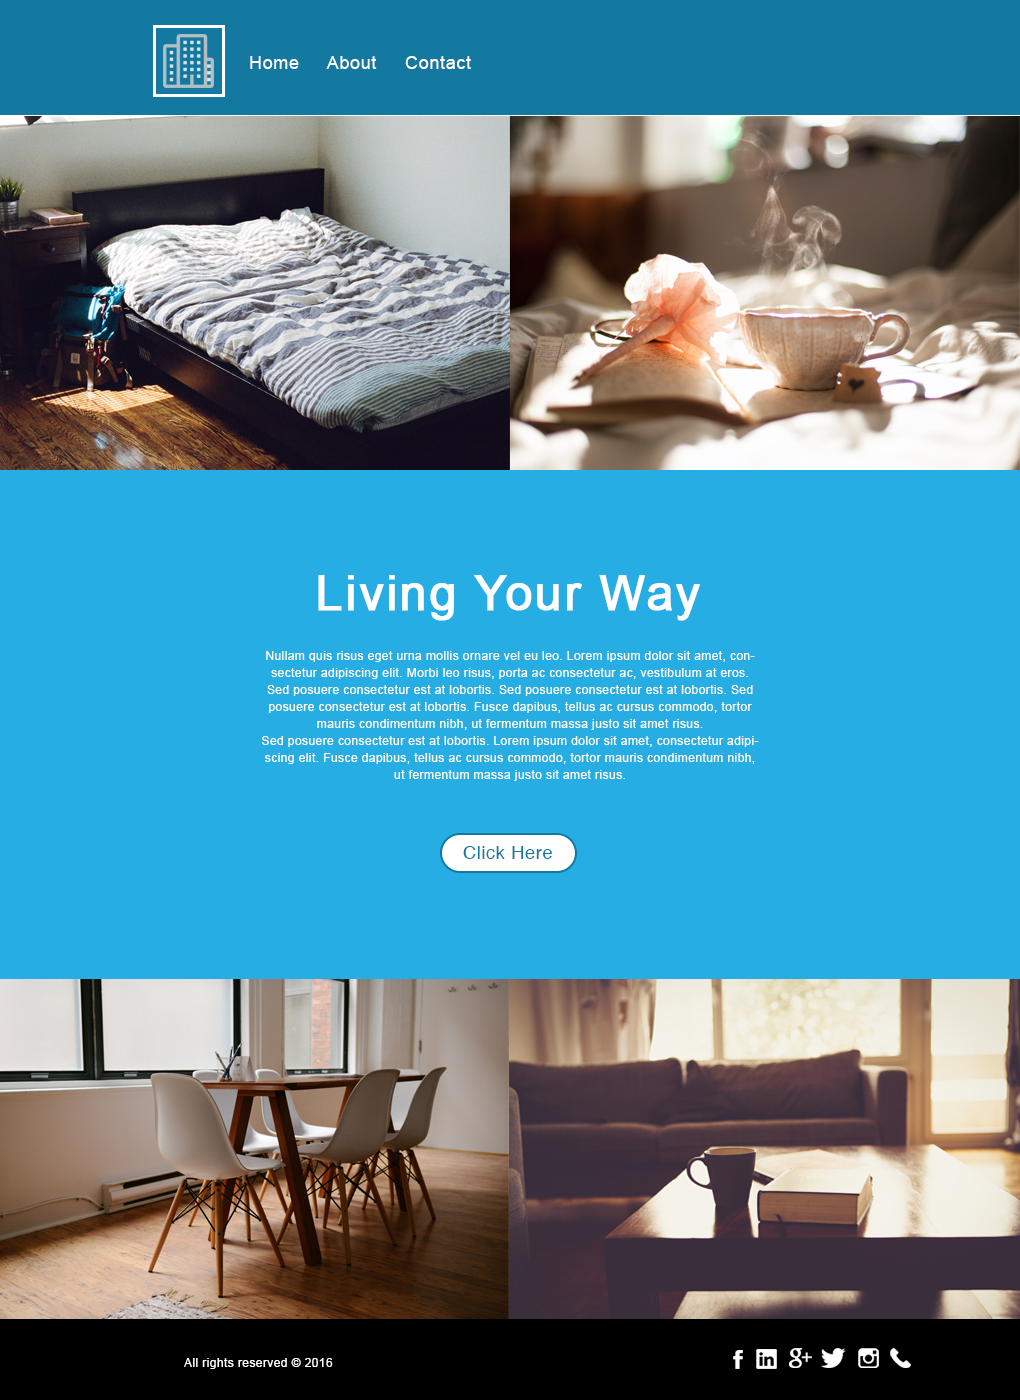 Home About Contact
Living Your Way
Nullam quis risus eget urna mollis ornare vel eu leo. Lorem ipsum dolor sit amet, con-
sectetur adipiscing elit. Morbi leo risus, porta ac consectetur ac, vestibulum at eros.
Sed posuere consectetur est at lobortis. Sed posuere consectetur est at lobortis. Sed
posuere consectetur est at lobortis. Fusce dapibus, tellus ac cursus commodo, tortor
mauris condimentum nibh, ut fermentum massa justo sit amet risus.
Sed posuere consectetur est at lobortis. Lorem ipsum dolor sit amet, consectetur adipi-
scing elit. Fusce dapibus, tellus ac cursus commodo, tortor mauris condimentum nibh,
ut fermentum massa justo sit amet risus.
Click Here
All rights reserved © 2016